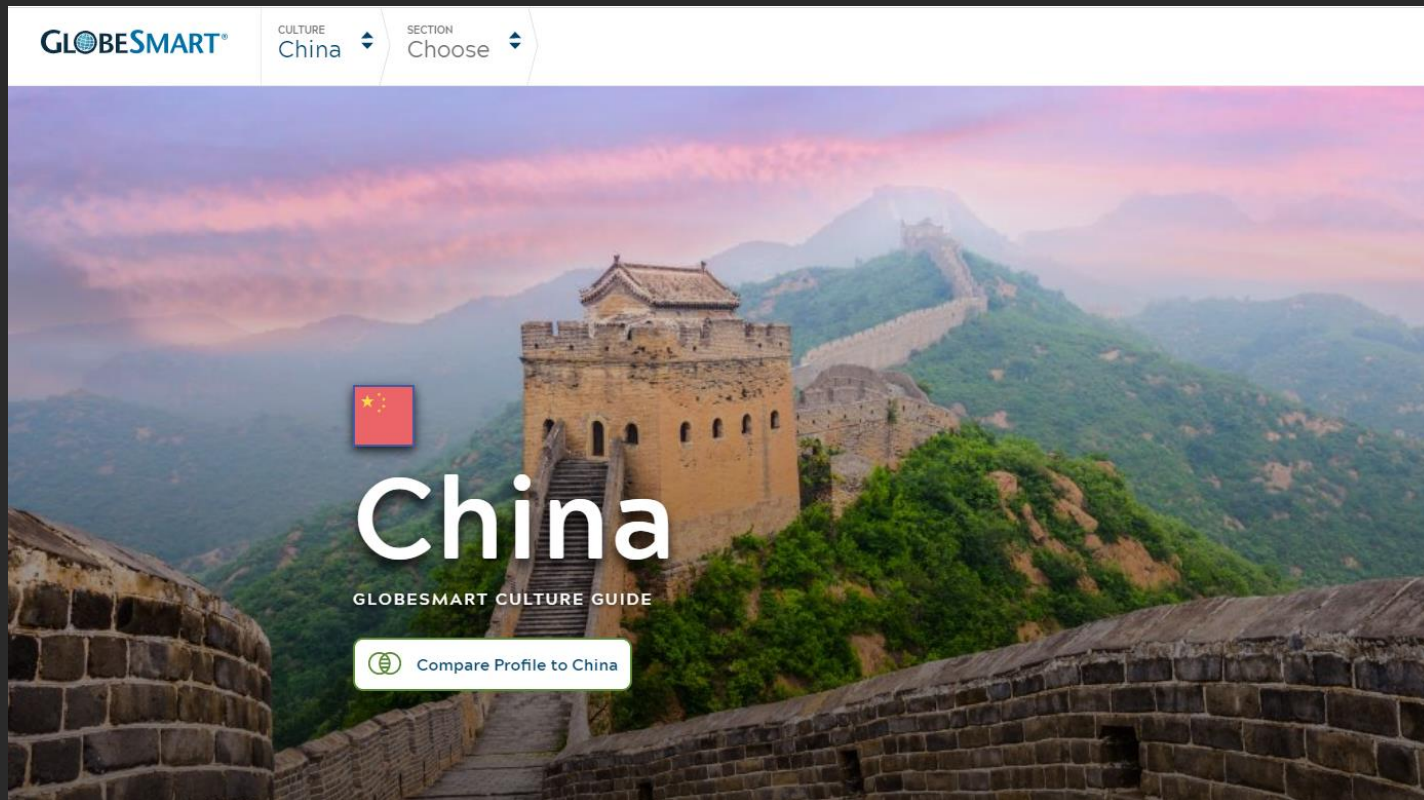 GLOBESMART®
CULTURE
China
SECTION
Choose
China
GLOBESMART CULTURE GUIDE
Compare Profile to China